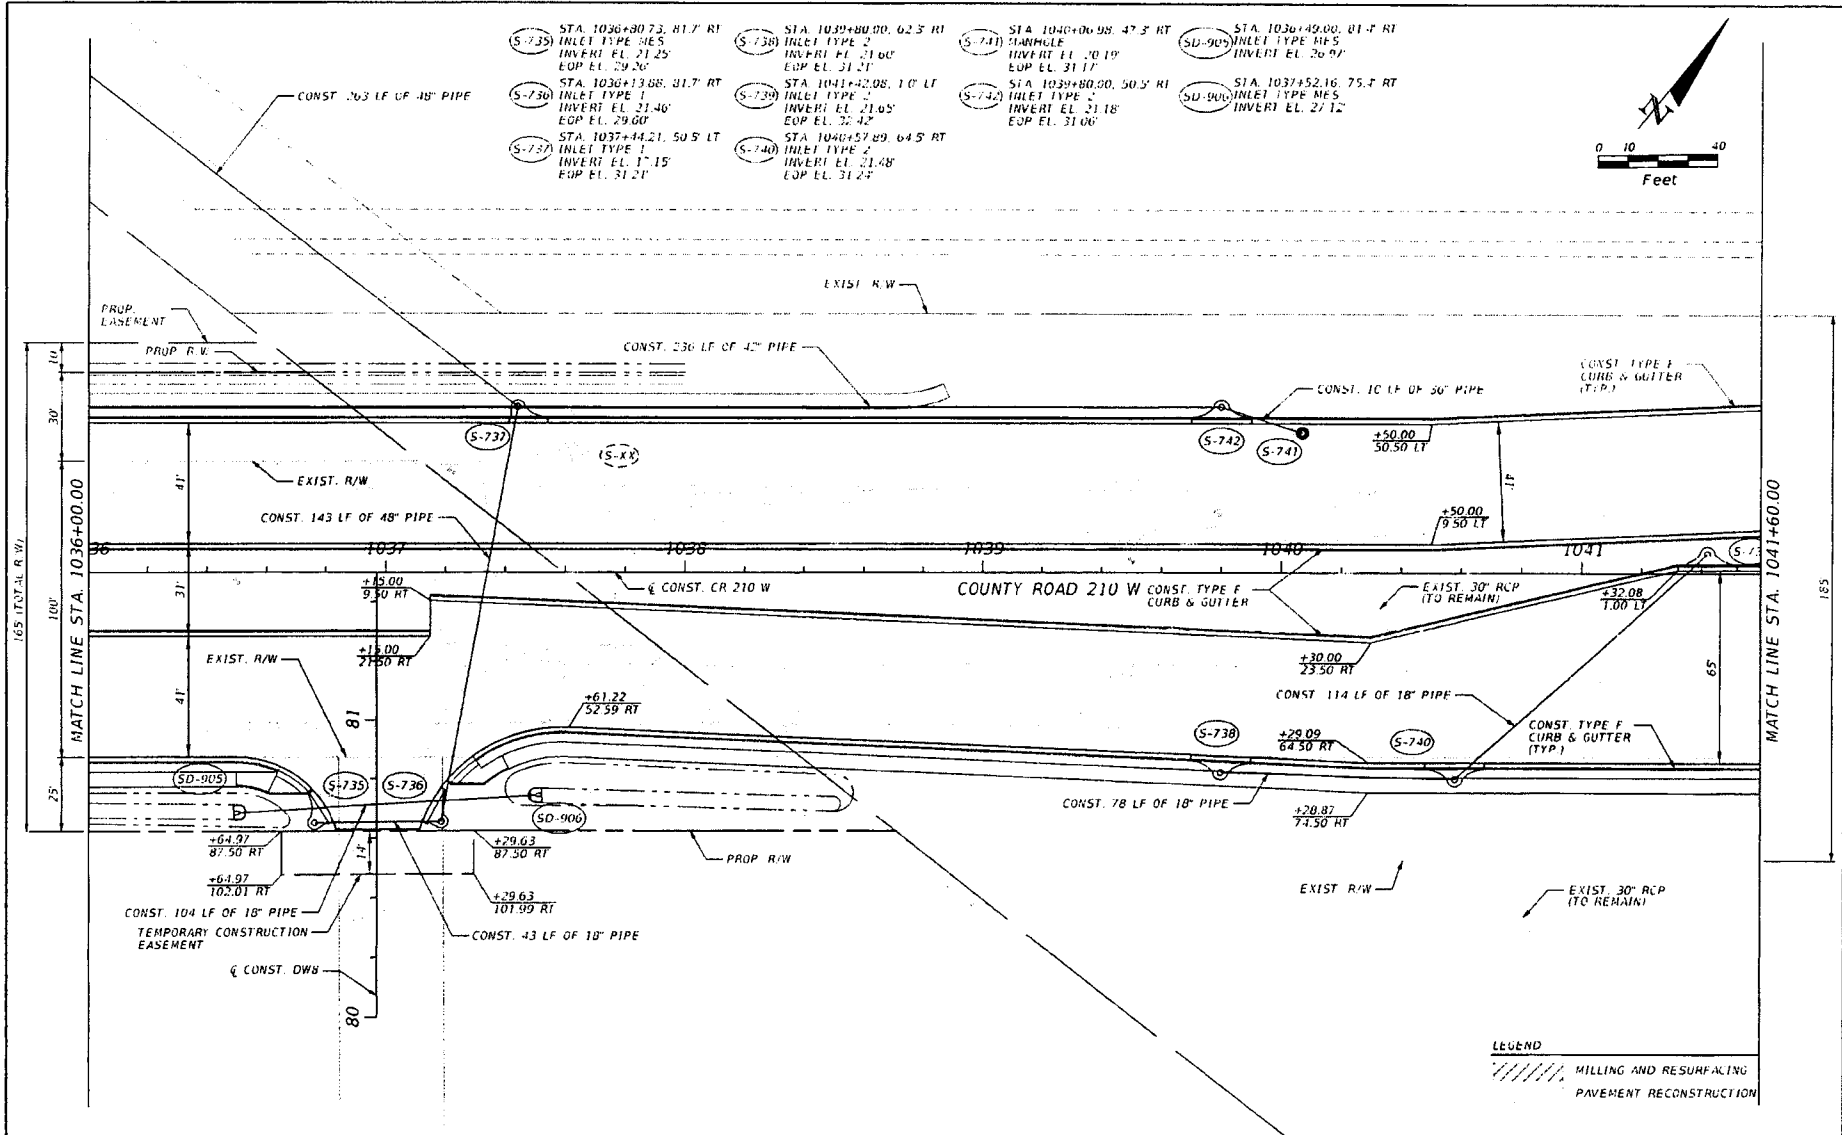 S-735
STA. 1036+80.73, 81.7' RT
INLET TYPE MES
INVERT EL. 21.25'
EOP EL. 29.26'
S-736
INLET TYPE 1
INVERT EL. 21.46'
EOP EL. 29.60'
S-737
STA. 1037+44.21, 50.5' LT
INLET TYPE 1
INVERT EL. 17.15'
EOP EL. 31.21'
S-738
STA. 1039+80.00, 62.3' RT
INLET TYPE 2
INVERT EL. 21.60'
EOP EL. 31.21'
S-739
STA. 1041+42.08, 1.0' LT
INLET TYPE 2
INVERT EL. 21.65'
EOP EL. 32.42'
S-740
STA. 1040+57.89, 64.5' RT
INLET TYPE 2
INVERT EL. 21.48'
EOP EL. 31.24'
S-741
STA. 1040+06.98, 47.3' RT
MANHOLE
INVERT EL. 20.19'
EOP EL. 31.17'
S-742
STA. 1039+80.00, 50.5' RT
INLET TYPE 2
INVERT EL. 21.18'
EOP EL. 31.06'
SD-905
STA. 1036+49.00, 81.4' RT
INLET TYPE MES
INVERT EL. 26.97'
SD-906
STA. 1037+52.16, 75.4' RT
INLET TYPE MES
INVERT EL. 27.12'
N
0 10 40
Feet
CONST. 263 LF OF 48" PIPE
EXIST. R/W
PROP.
EASEMENT
PROP. R/W
CONST. 236 LF OF 42" PIPE
CONST. 10 LF OF 36" PIPE
CONST. TYPE F
CURB & GUTTER
(TYP.)
10'
30'
S-737
S-XX
S-742
S-741
+50.00
50.50 LT
EXIST. R/W
41'
41'
CONST. 143 LF OF 48" PIPE
+50.00
9.50 LT
165' (TOTAL R/W)
100'
MATCH LINE STA. 1036+00.00
36
1037
1038
1039
1040
1041
31'
+15.00
9.50 RT
℄ CONST. CR 210 W
COUNTY ROAD 210 W
CONST. TYPE F
CURB & GUTTER
EXIST. 30" RCP
(TO REMAIN)
+32.08
1.00 LT
MATCH LINE STA. 1041+60.00
185'
+15.00
21.50 RT
EXIST. R/W
+30.00
23.50 RT
41'
65'
+61.22
52.59 RT
CONST. 114 LF OF 18" PIPE
81
S-738
+29.09
64.50 RT
S-740
CONST. TYPE F
CURB & GUTTER
(TYP.)
25'
SD-905
S-735
S-736
SD-906
CONST. 78 LF OF 18" PIPE
+28.87
74.50 RT
+64.97
87.50 RT
14'
+29.63
87.50 RT
PROP. R/W
+64.97
102.01 RT
+29.63
101.99 RT
EXIST R/W
EXIST. 30" RCP
(TO REMAIN)
CONST. 104 LF OF 18" PIPE
TEMPORARY CONSTRUCTION
EASEMENT
CONST. 43 LF OF 18" PIPE
℄ CONST. DW8
80
LEGEND
MILLING AND RESURFACING
PAVEMENT RECONSTRUCTION